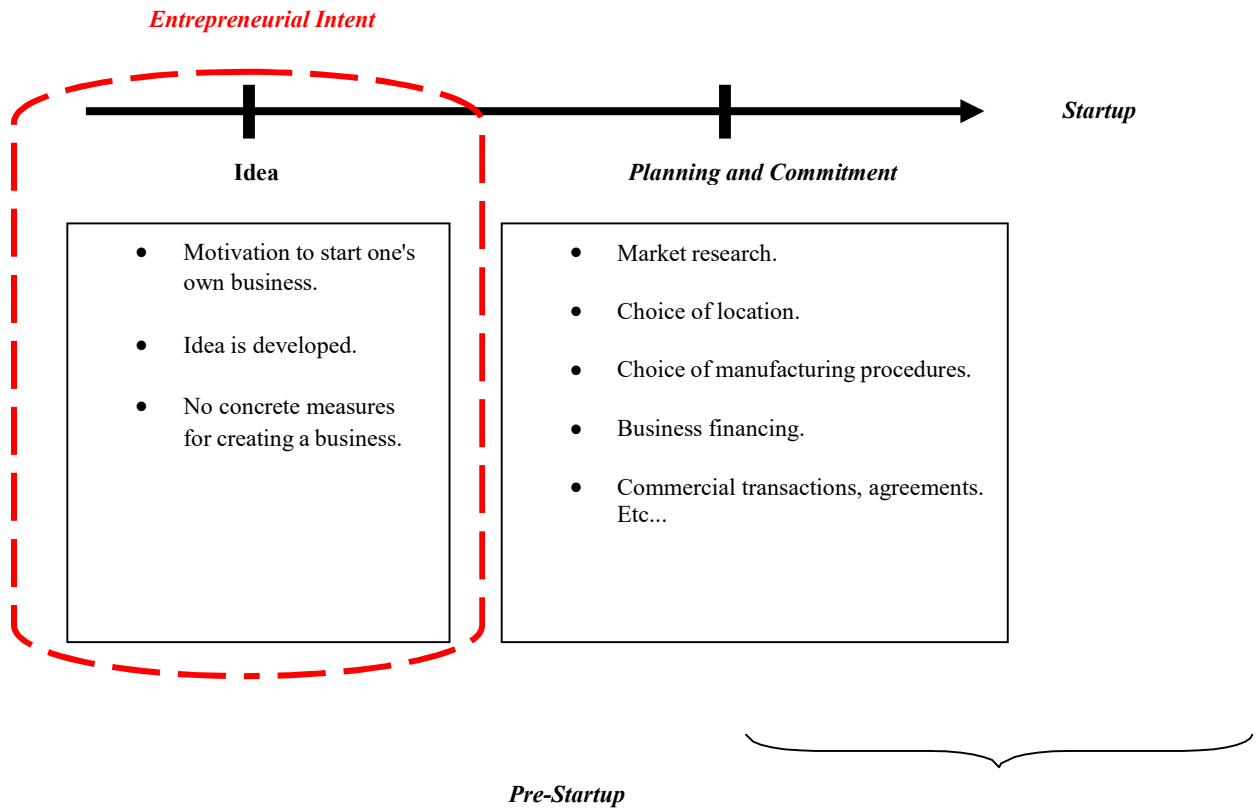 Entrepreneurial Intent
Startup
Idea
Planning and Commitment
• Motivation to start one's
own business.
• Idea is developed.
• No concrete measures
for creating a business.
• Market research.
• Choice of location.
• Choice of manufacturing procedures.
• Business financing.
• Commercial transactions, agreements.
Etc...
Pre-Startup